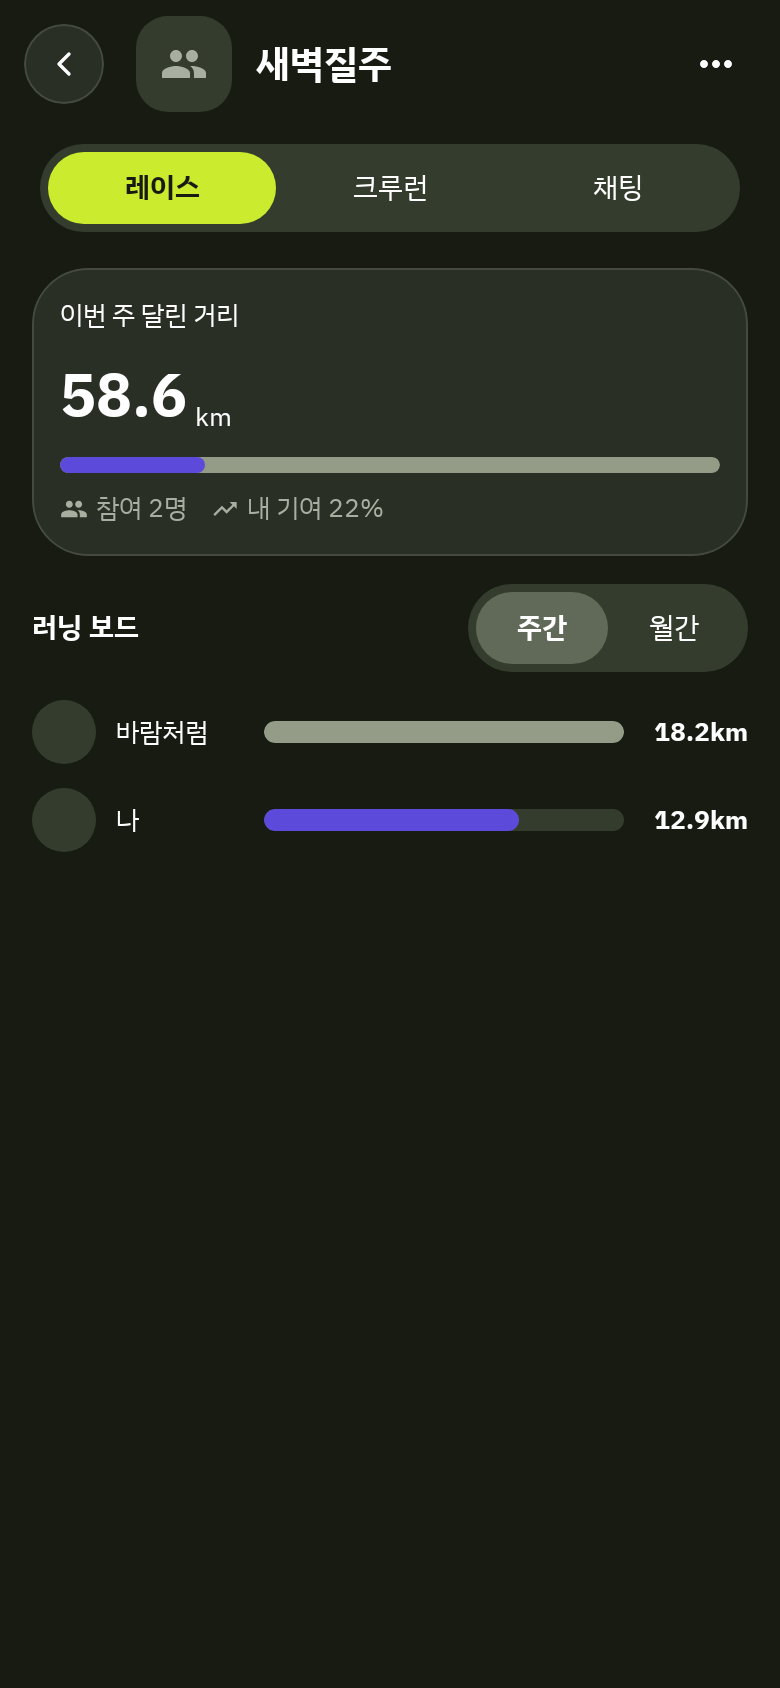 새벽질주
레이스
크루런
채팅
이번 주 달린 거리
58.6 km
참여 2명 내 기여 22%
러닝 보드
주간
월간
바람처럼 18.2km
나 12.9km